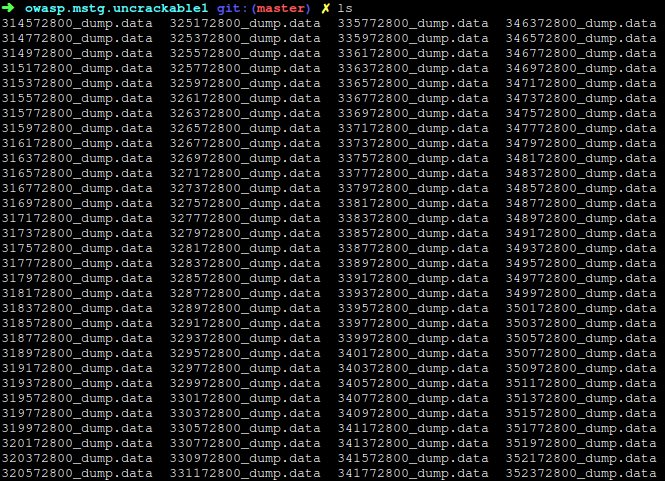 ➜ owasp.mstg.uncrackable1 git:(master) ✗ ls
314572800_dump.data 325172800_dump.data 335772800_dump.data 346372800_dump.data
314772800_dump.data 325372800_dump.data 335972800_dump.data 346572800_dump.data
314972800_dump.data 325572800_dump.data 336172800_dump.data 346772800_dump.data
315172800_dump.data 325772800_dump.data 336372800_dump.data 346972800_dump.data
315372800_dump.data 325972800_dump.data 336572800_dump.data 347172800_dump.data
315572800_dump.data 326172800_dump.data 336772800_dump.data 347372800_dump.data
315772800_dump.data 326372800_dump.data 336972800_dump.data 347572800_dump.data
315972800_dump.data 326572800_dump.data 337172800_dump.data 347772800_dump.data
316172800_dump.data 326772800_dump.data 337372800_dump.data 347972800_dump.data
316372800_dump.data 326972800_dump.data 337572800_dump.data 348172800_dump.data
316572800_dump.data 327172800_dump.data 337772800_dump.data 348372800_dump.data
316772800_dump.data 327372800_dump.data 337972800_dump.data 348572800_dump.data
316972800_dump.data 327572800_dump.data 338172800_dump.data 348772800_dump.data
317172800_dump.data 327772800_dump.data 338372800_dump.data 348972800_dump.data
317372800_dump.data 327972800_dump.data 338572800_dump.data 349172800_dump.data
317572800_dump.data 328172800_dump.data 338772800_dump.data 349372800_dump.data
317772800_dump.data 328372800_dump.data 338972800_dump.data 349572800_dump.data
317972800_dump.data 328572800_dump.data 339172800_dump.data 349772800_dump.data
318172800_dump.data 328772800_dump.data 339372800_dump.data 349972800_dump.data
318372800_dump.data 328972800_dump.data 339572800_dump.data 350172800_dump.data
318572800_dump.data 329172800_dump.data 339772800_dump.data 350372800_dump.data
318772800_dump.data 329372800_dump.data 339972800_dump.data 350572800_dump.data
318972800_dump.data 329572800_dump.data 340172800_dump.data 350772800_dump.data
319172800_dump.data 329772800_dump.data 340372800_dump.data 350972800_dump.data
319372800_dump.data 329972800_dump.data 340572800_dump.data 351172800_dump.data
319572800_dump.data 330172800_dump.data 340772800_dump.data 351372800_dump.data
319772800_dump.data 330372800_dump.data 340972800_dump.data 351572800_dump.data
319972800_dump.data 330572800_dump.data 341172800_dump.data 351772800_dump.data
320172800_dump.data 330772800_dump.data 341372800_dump.data 351972800_dump.data
320372800_dump.data 330972800_dump.data 341572800_dump.data 352172800_dump.data
320572800_dump.data 331172800_dump.data 341772800_dump.data 352372800_dump.data